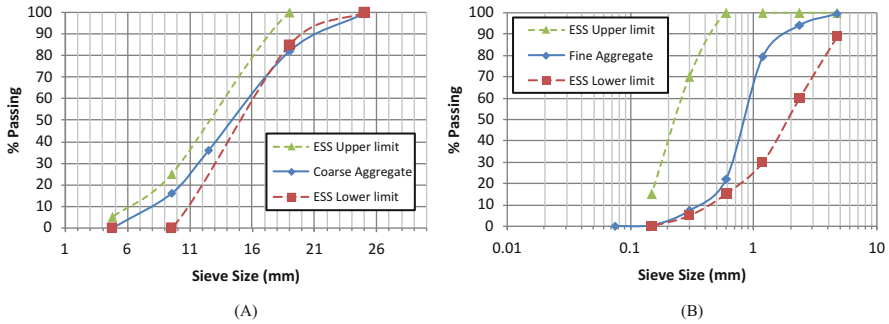 100
90
80
70
60
50
40
30
20
10
0
% Passing
ESS Upper limit
Coarse Aggregate
ESS Lower limit
1 6 11 16 21 26
Sieve Size (mm)
(A)
100
90
80
70
60
50
40
30
20
10
0
% Passing
ESS Upper limit
Fine Aggregate
ESS Lower limit
0.01 0.1 1 10
Sieve Size (mm)
(B)